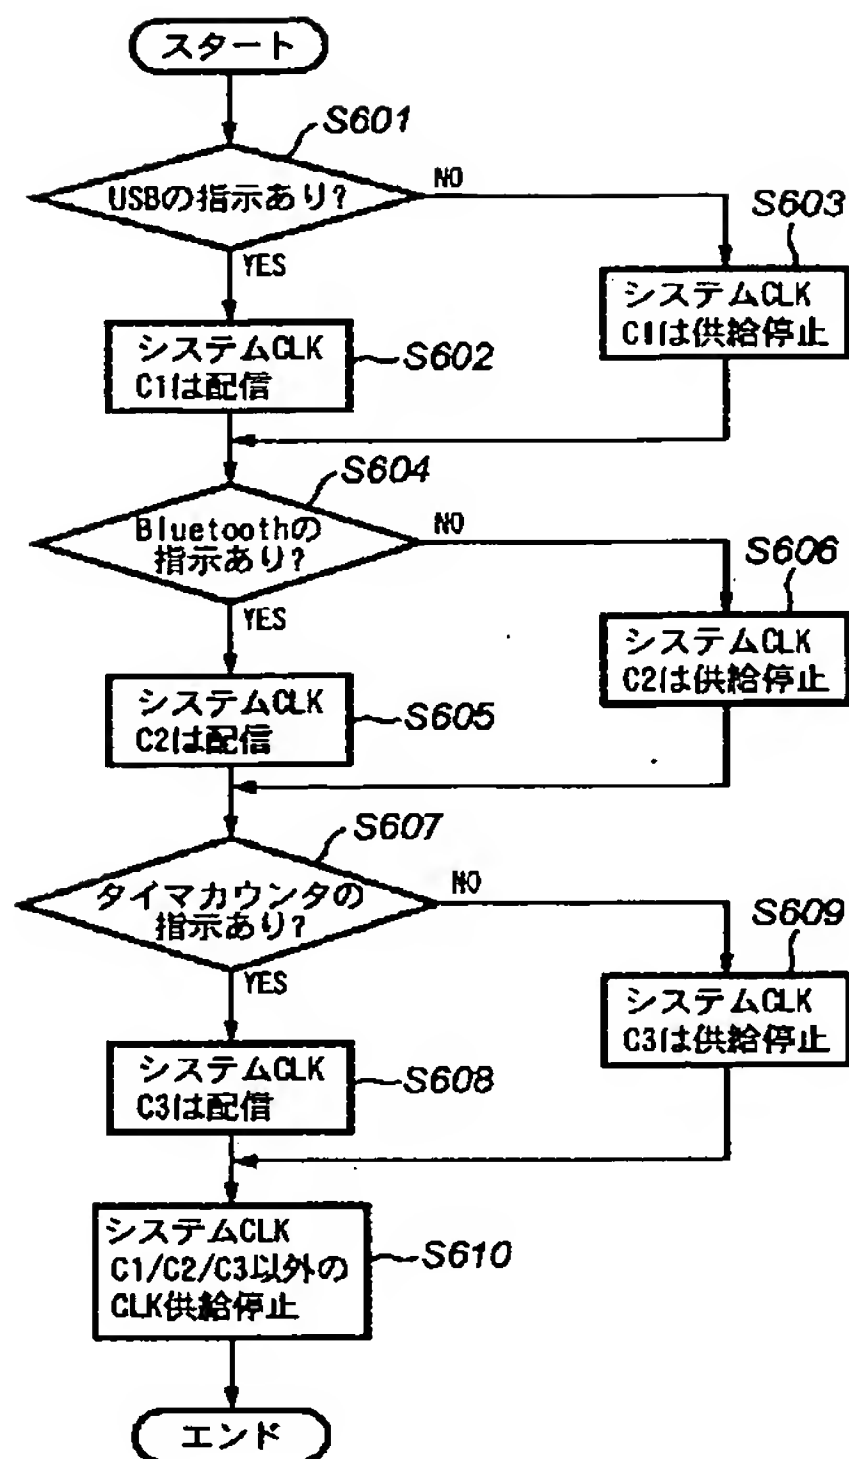 スタート
S601
USBの指示あり?
NO
YES
S603
システムCLK
C1は供給停止
システムCLK
C1は配信
S602
S604
Bluetoothの
指示あり?
NO
YES
S606
システムCLK
C2は供給停止
システムCLK
C2は配信
S605
S607
タイマカウンタの
指示あり?
NO
YES
S609
システムCLK
C3は供給停止
システムCLK
C3は配信
S608
システムCLK
C1/C2/C3以外の
CLK供給停止
S610
エンド